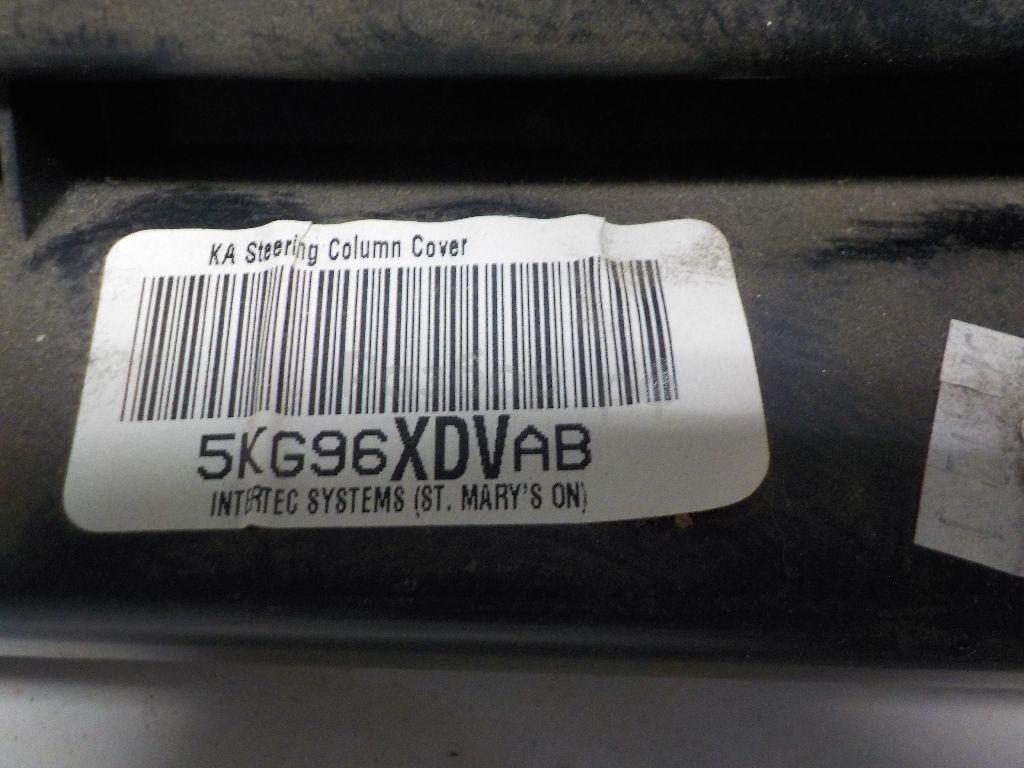 KA Steering Column Cover
5KG96XDVAB
INTERTEC SYSTEMS (ST. MARY'S ON)